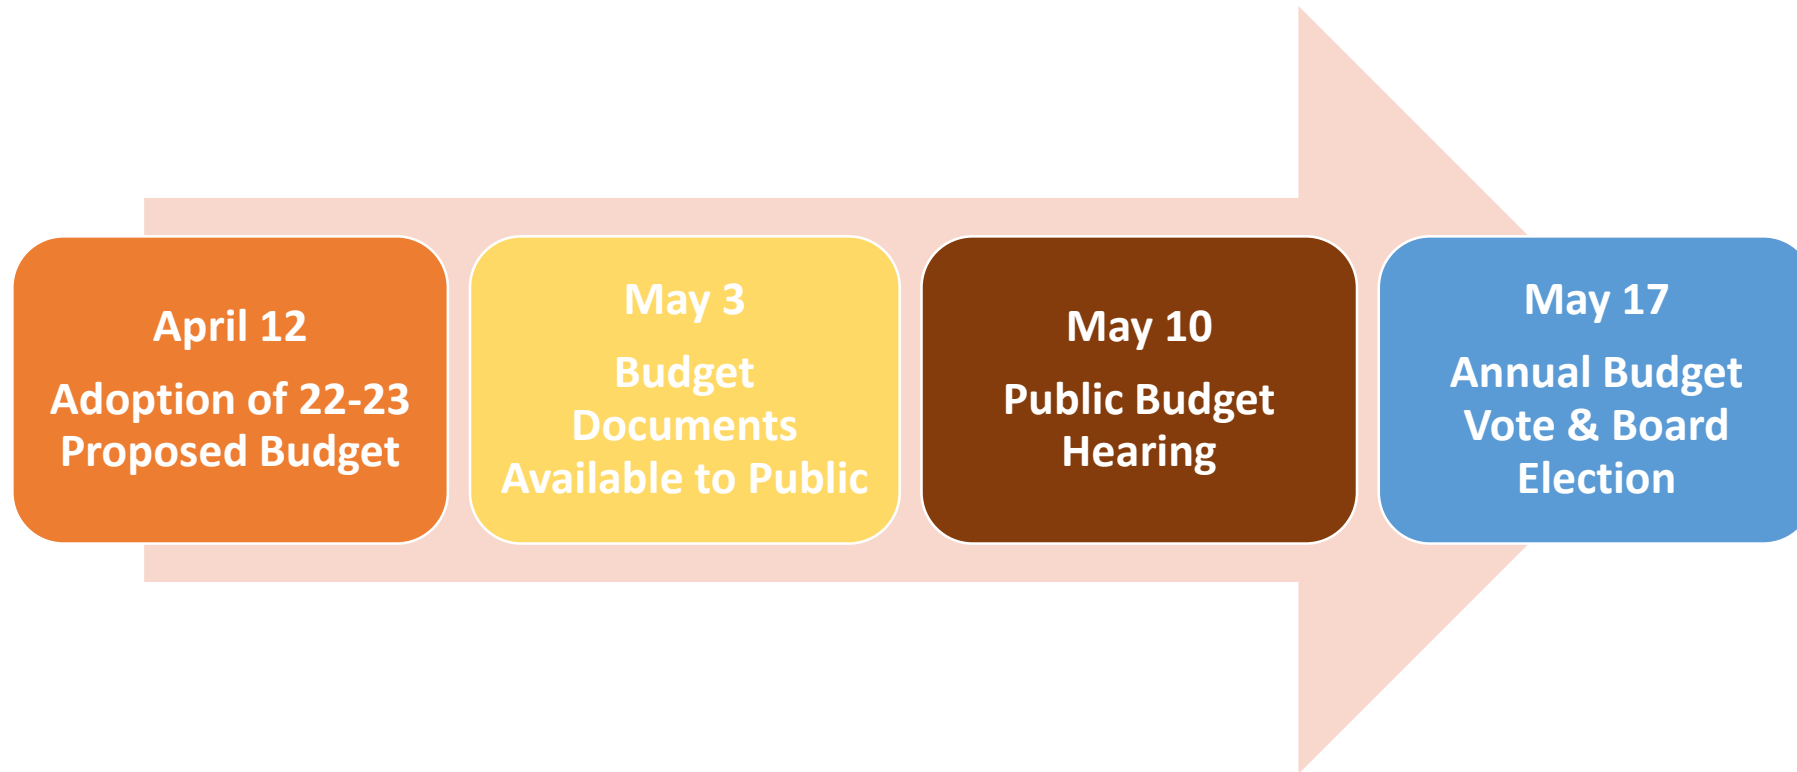 April 12
Adoption of 22-23
Proposed Budget
May 3
Budget
Documents
Available to Public
May 10
Public Budget
Hearing
May 17
Annual Budget
Vote & Board
Election